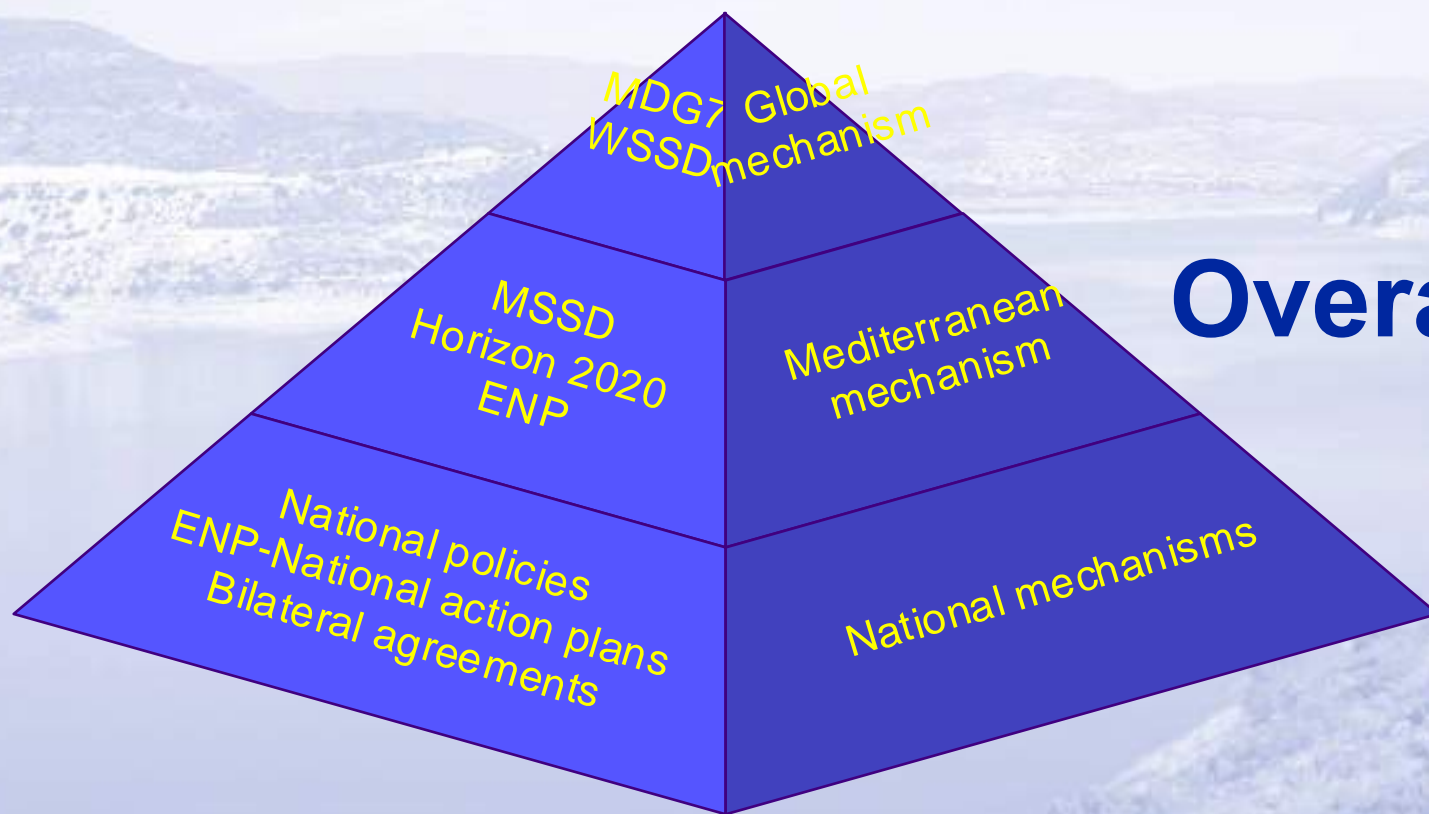 MDG7
WSSD
Global
mechanism
MSSD
Horizon 2020
ENP
Mediterranean
mechanism
National policies
ENP-National action plans
Bilateral agreements
National mechanisms